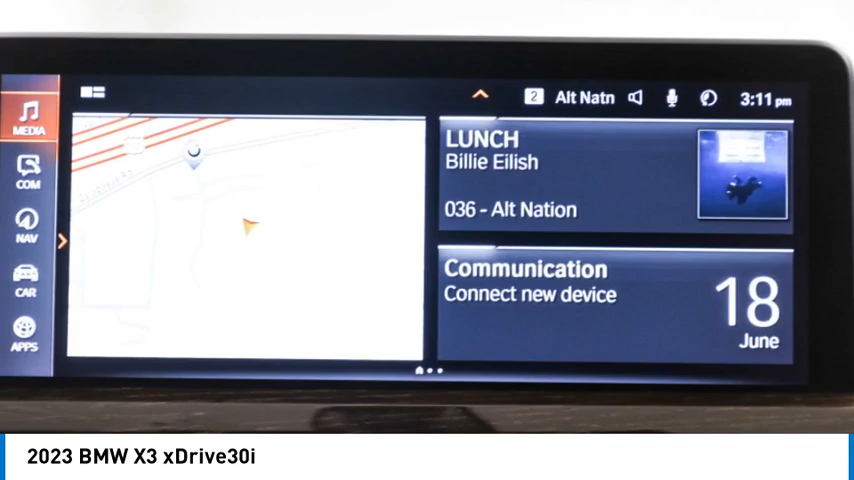 2 Alt Natn 3:11 pm
MEDIA
COM
NAV
CAR
APPS
LUNCH
Billie Eilish
036 - Alt Nation
Communication
Connect new device
18
June
2023 BMW X3 xDrive30i